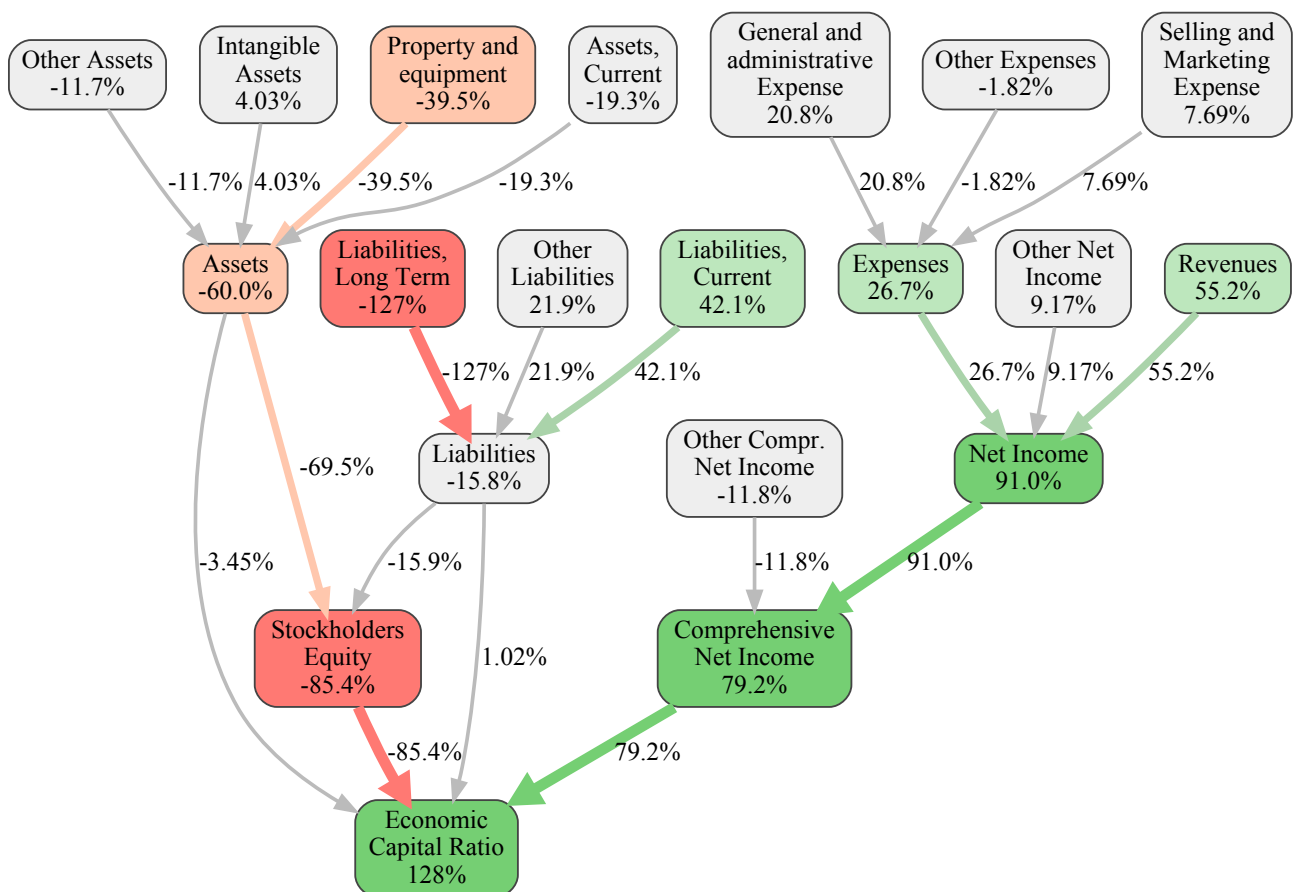 Other Assets
-11.7%
Intangible
Assets
4.03%
Property and
equipment
-39.5%
Assets,
Current
-19.3%
General and
administrative
Expense
20.8%
Other Expenses
-1.82%
Selling and
Marketing
Expense
7.69%
-11.7%
4.03%
-39.5%
-19.3%
20.8%
-1.82%
7.69%
Assets
-60.0%
Liabilities,
Long Term
-127%
Other
Liabilities
21.9%
Liabilities,
Current
42.1%
Expenses
26.7%
Other Net
Income
9.17%
Revenues
55.2%
-127%
21.9%
42.1%
26.7%
9.17%
55.2%
-69.5%
Liabilities
-15.8%
Other Compr.
Net Income
-11.8%
Net Income
91.0%
-3.45%
-15.9%
-11.8%
91.0%
Stockholders
Equity
-85.4%
1.02%
Comprehensive
Net Income
79.2%
-85.4%
79.2%
Economic
Capital Ratio
128%